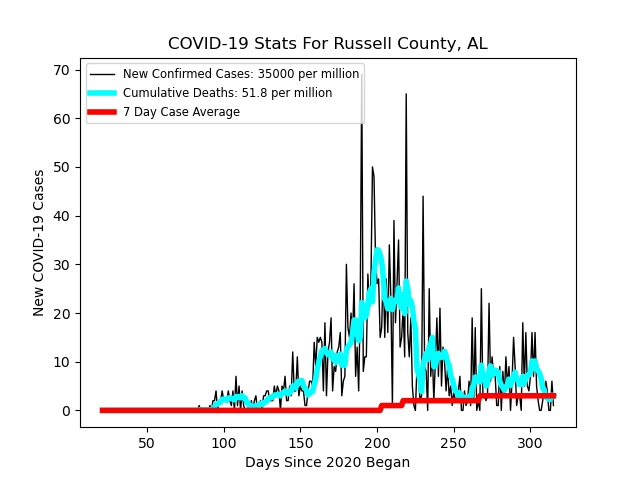 COVID-19 Stats For Russell County, AL
New Confirmed Cases: 35000 per million
Cumulative Deaths: 51.8 per million
7 Day Case Average
New COVID-19 Cases
70
60
50
40
30
20
10
0
50 100 150 200 250 300
Days Since 2020 Began